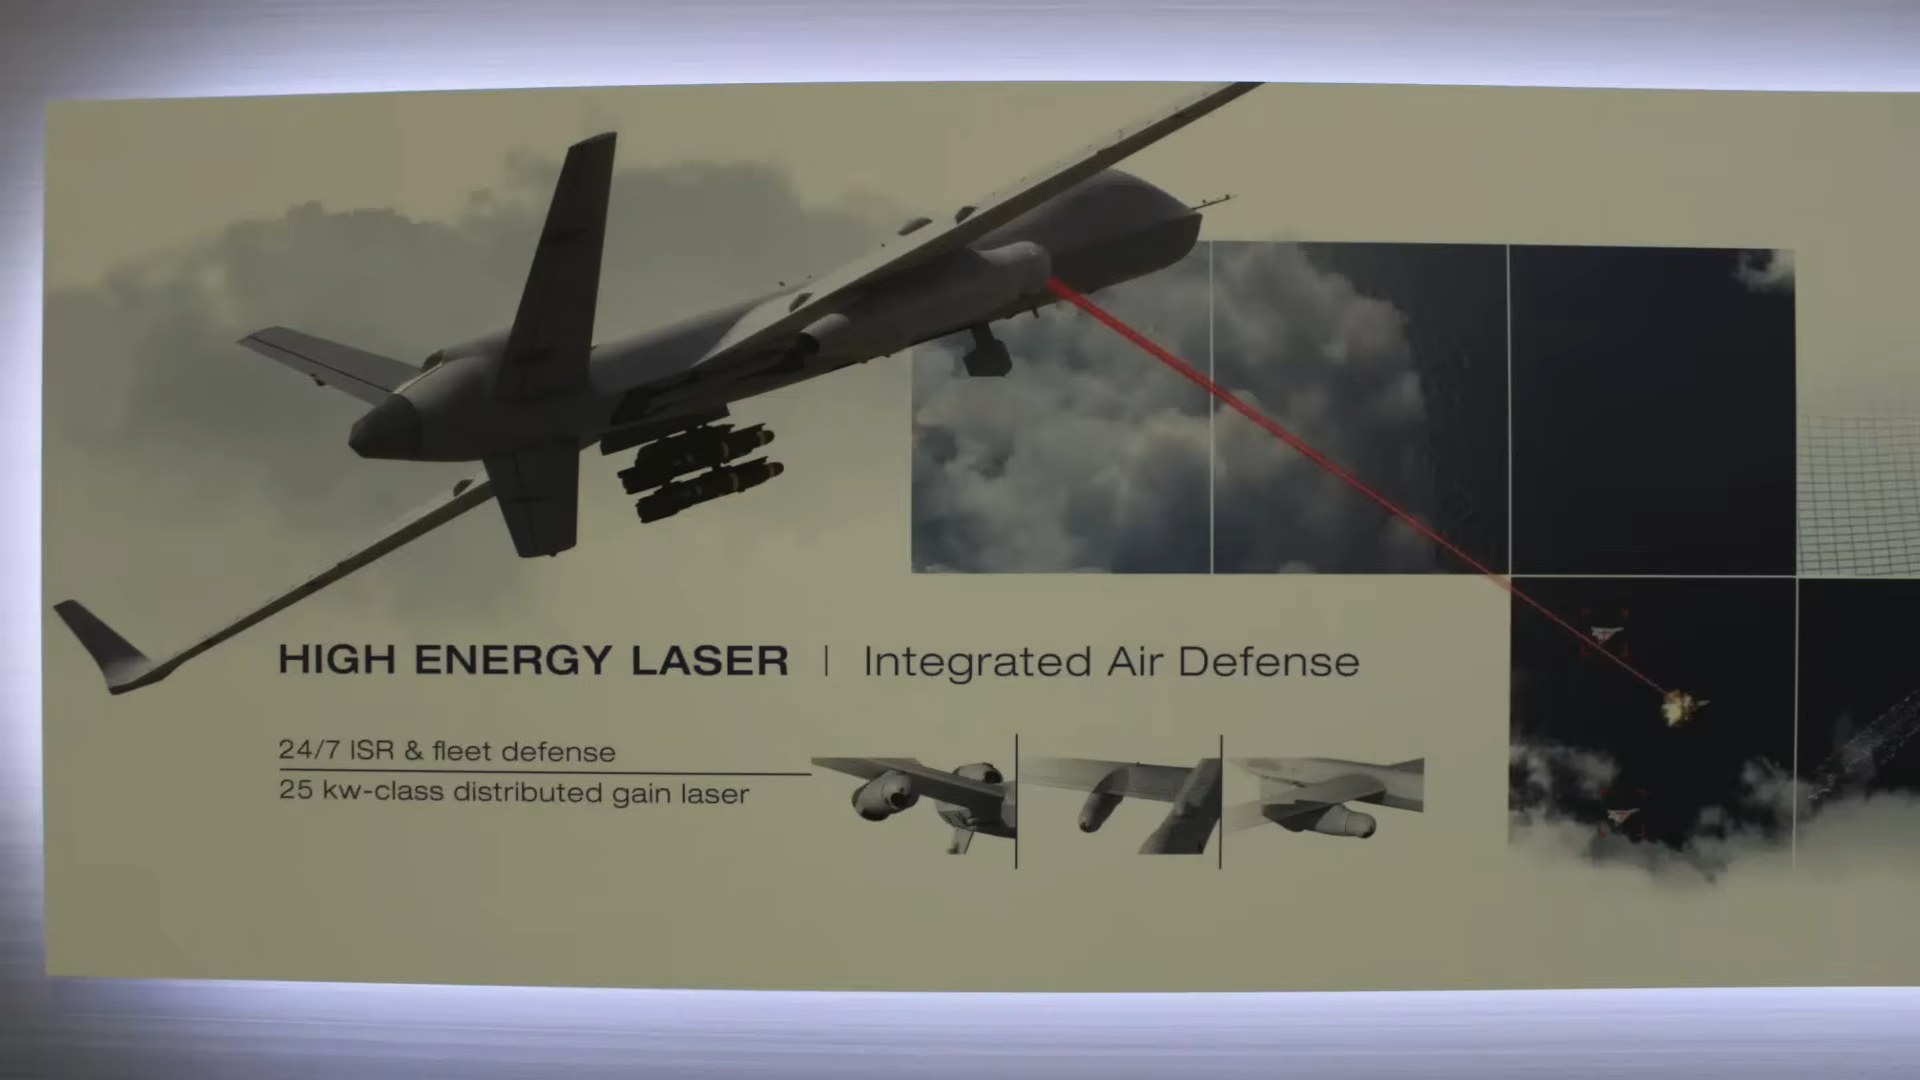 HIGH ENERGY LASER | Integrated Air Defense
24/7 ISR & fleet defense
25 kw-class distributed gain laser